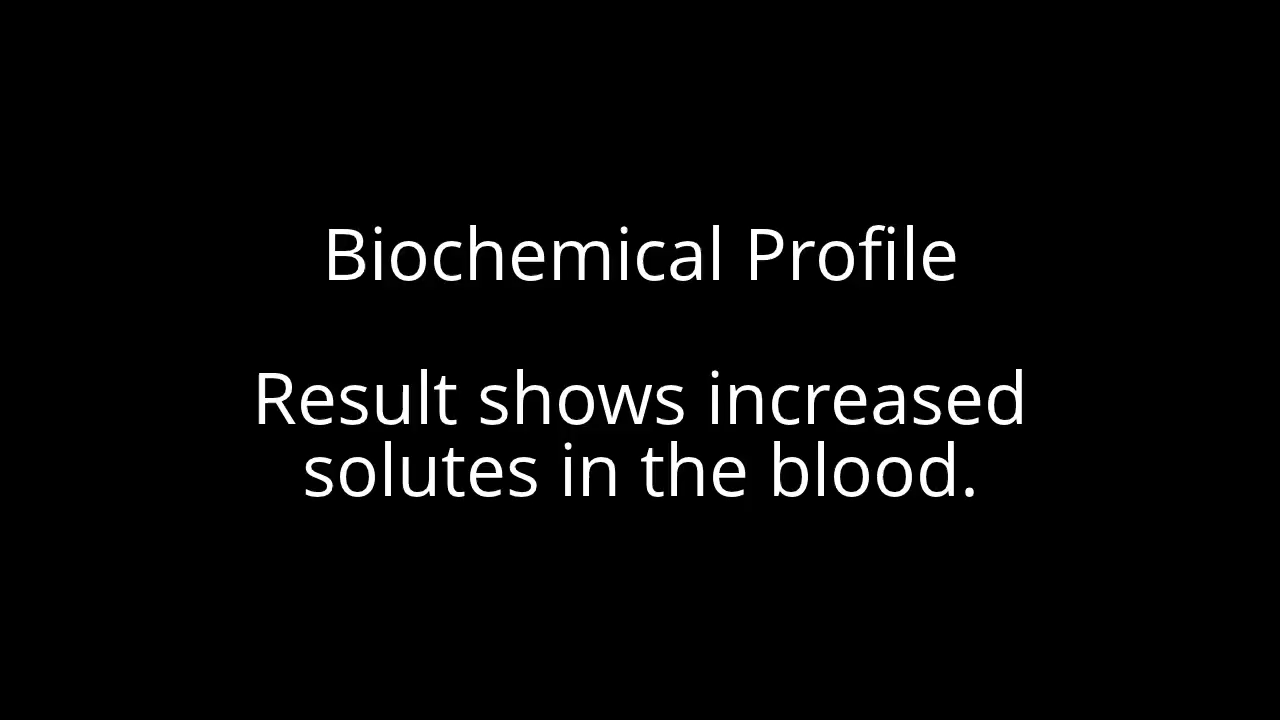 Biochemical Profile
Result shows increased
solutes in the blood.